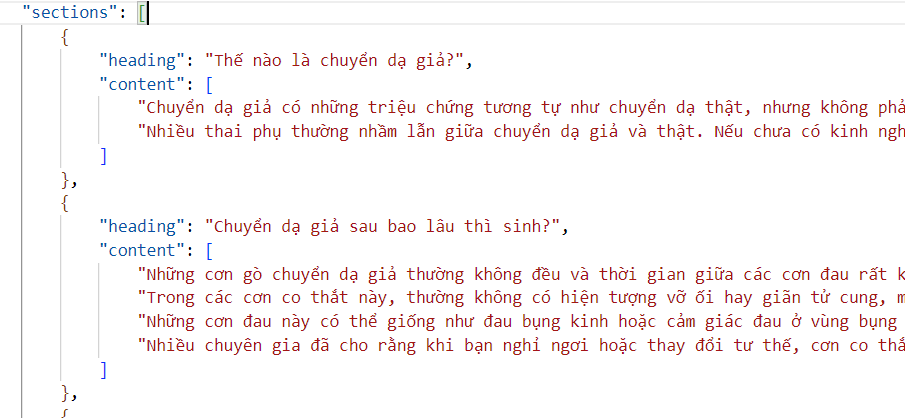 "sections": [
{
"heading": "Thế nào là chuyển dạ giả?",
"content": [
"Chuyển dạ giả có những triệu chứng tương tự như chuyển dạ thật, nhưng không phả
"Nhiều thai phụ thường nhầm lẫn giữa chuyển dạ giả và thật. Nếu chưa có kinh ngh
]
},
{
"heading": "Chuyển dạ giả sau bao lâu thì sinh?",
"content": [
"Những cơn gò chuyển dạ giả thường không đều và thời gian giữa các cơn đau rất k
"Trong các cơn co thắt này, thường không có hiện tượng vỡ ối hay giãn tử cung, m
"Những cơn đau này có thể giống như đau bụng kinh hoặc cảm giác đau ở vùng bụng
"Nhiều chuyên gia đã cho rằng khi bạn nghỉ ngơi hoặc thay đổi tư thế, cơn co thắ
]
},
{